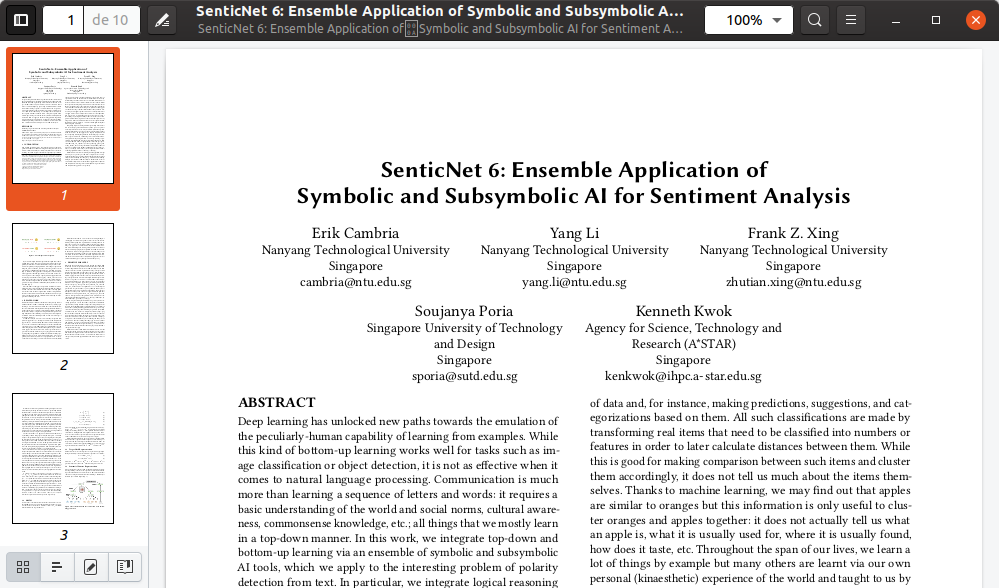 1 de 10
SenticNet 6: Ensemble Application of Symbolic and Subsymbolic A...
SenticNet 6: Ensemble Application of Symbolic and Subsymbolic AI for Sentiment A...
100%
1
2
3
SenticNet 6: Ensemble Application of
Symbolic and Subsymbolic AI for Sentiment Analysis
Erik Cambria
Nanyang Technological University
Singapore
cambria@ntu.edu.sg
Yang Li
Nanyang Technological University
Singapore
yang.li@ntu.edu.sg
Frank Z. Xing
Nanyang Technological University
Singapore
zhutian.xing@ntu.edu.sg
Soujanya Poria
Singapore University of Technology
and Design
Singapore
sporia@sutd.edu.sg
Kenneth Kwok
Agency for Science, Technology and
Research (A*STAR)
Singapore
kenkwok@ihpc.a-star.edu.sg
ABSTRACT
Deep learning has unlocked new paths towards the emulation of
the peculiarly-human capability of learning from examples. While
this kind of bottom-up learning works well for tasks such as im-
age classification or object detection, it is not as effective when it
comes to natural language processing. Communication is much
more than learning a sequence of letters and words: it requires a
basic understanding of the world and social norms, cultural aware-
ness, commonsense knowledge, etc.; all things that we mostly learn
in a top-down manner. In this work, we integrate top-down and
bottom-up learning via an ensemble of symbolic and subsymbolic
AI tools, which we apply to the interesting problem of polarity
detection from text. In particular, we integrate logical reasoning
of data and, for instance, making predictions, suggestions, and cat-
egorizations based on them. All such classifications are made by
transforming real items that need to be classified into numbers or
features in order to later calculate distances between them. While
this is good for making comparison between such items and cluster
them accordingly, it does not tell us much about the items them-
selves. Thanks to machine learning, we may find out that apples
are similar to oranges but this information is only useful to clus-
ter oranges and apples together: it does not actually tell us what
an apple is, what it is usually used for, where it is usually found,
how does it taste, etc. Throughout the span of our lives, we learn a
lot of things by example but many others are learnt via our own
personal (kinaesthetic) experience of the world and taught to us by